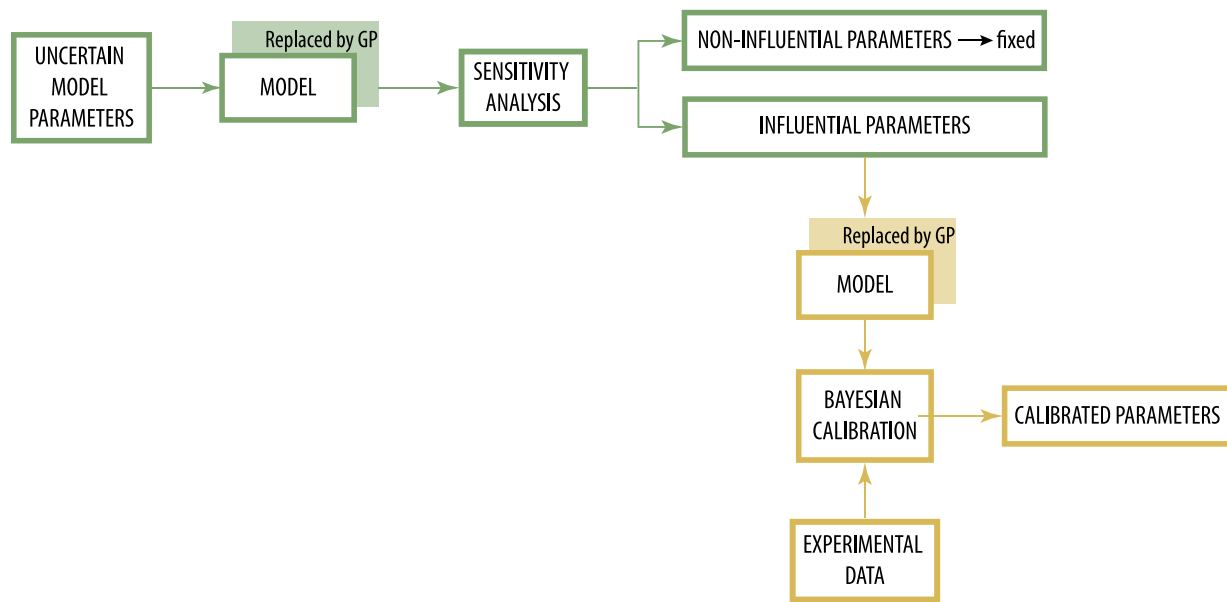 UNCERTAIN
MODEL
PARAMETERS
Replaced by GP
MODEL
SENSITIVITY
ANALYSIS
NON-INFLUENTIAL PARAMETERS → fixed
INFLUENTIAL PARAMETERS
Replaced by GP
MODEL
BAYESIAN
CALIBRATION
CALIBRATED PARAMETERS
EXPERIMENTAL
DATA